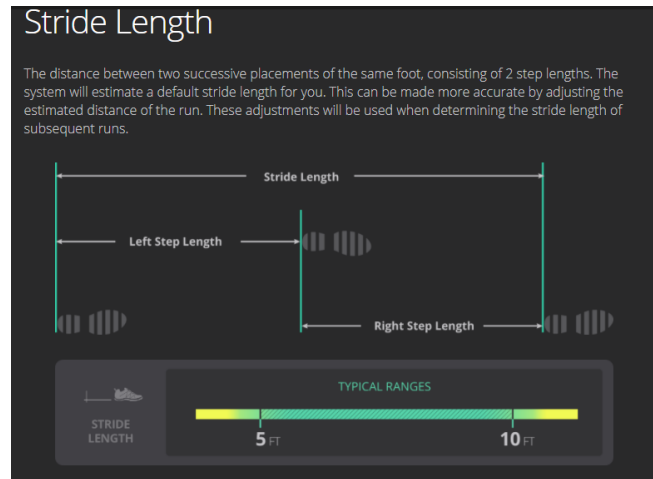 Stride Length
The distance between two successive placements of the same foot, consisting of 2 step lengths. The
system will estimate a default stride length for you. This can be made more accurate by adjusting the
estimated distance of the run. These adjustments will be used when determining the stride length of
subsequent runs.
Stride Length
Left Step Length
Right Step Length
STRIDE
LENGTH
TYPICAL RANGES
5 FT
10 FT